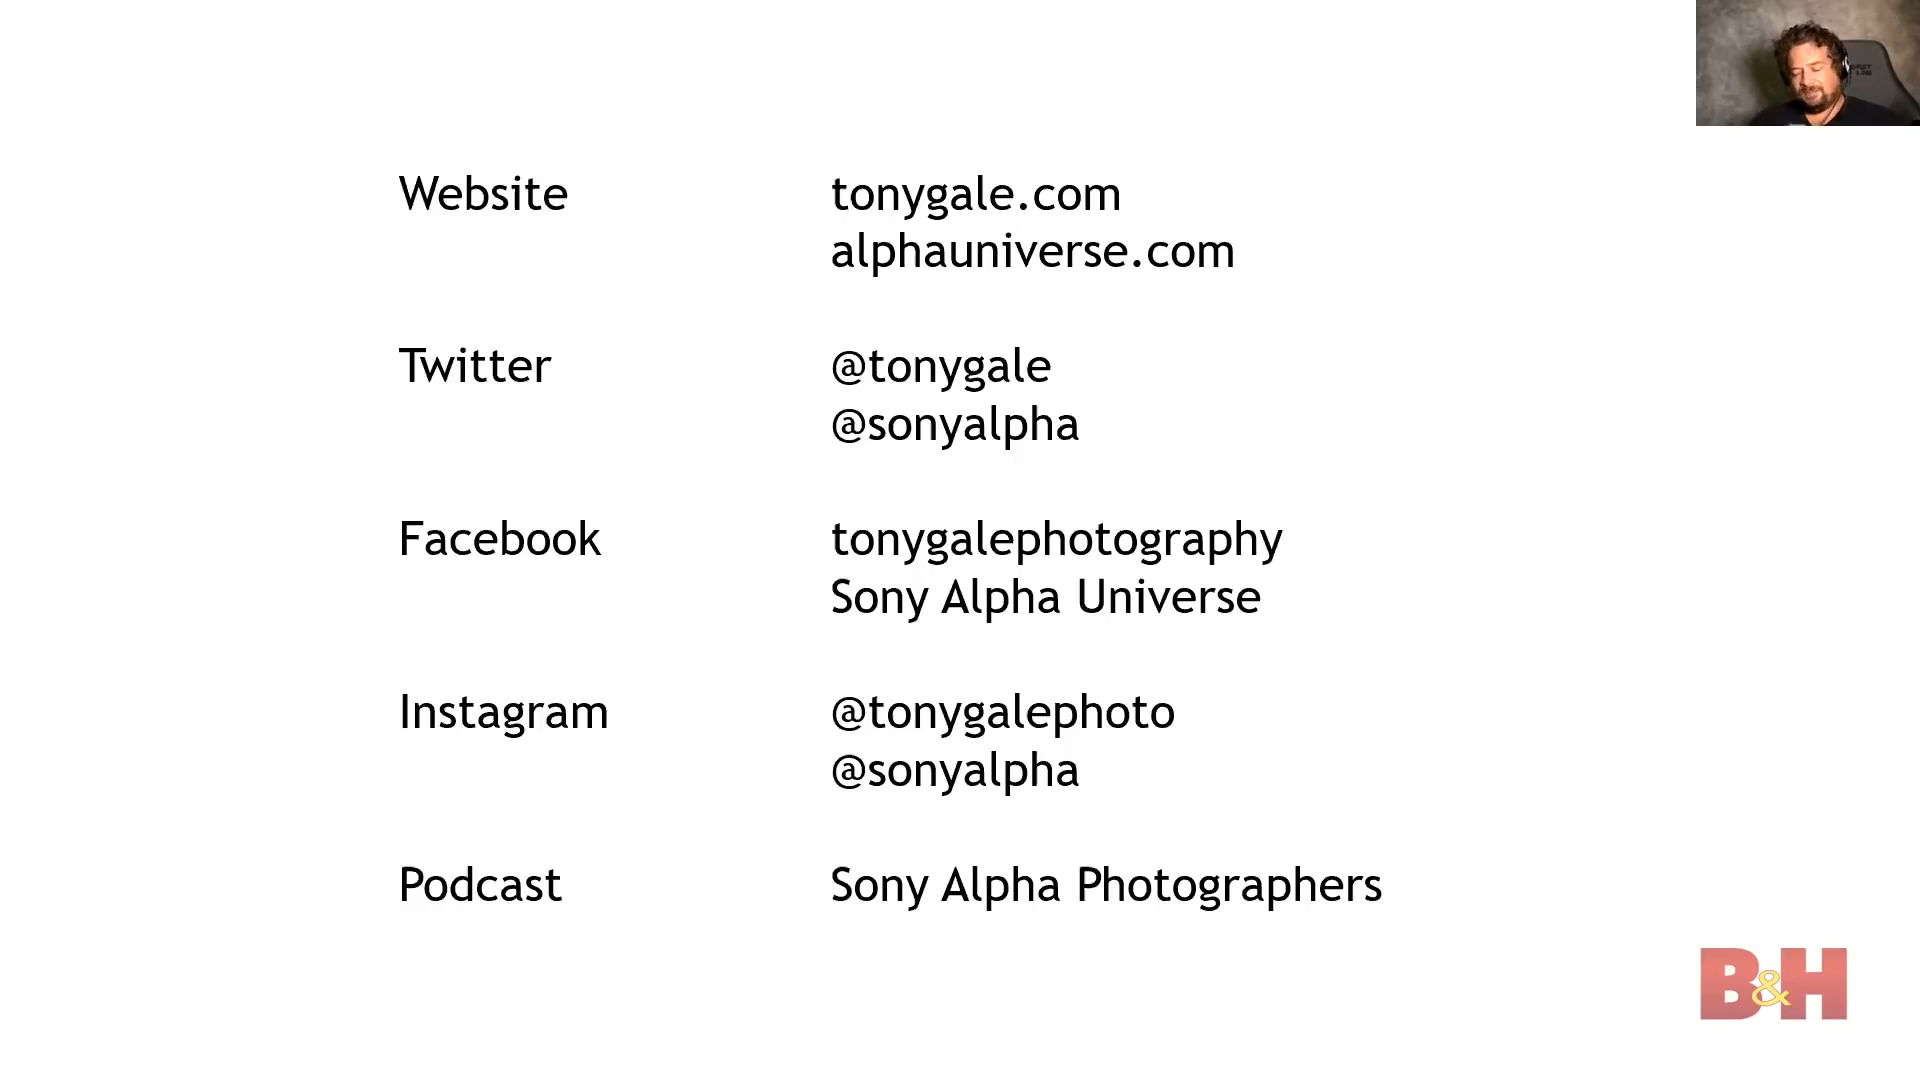 Website tonygale.com
alphauniverse.com
Twitter @tonygale
@sonyalpha
Facebook tonygalephotography
Sony Alpha Universe
Instagram @tonygalephoto
@sonyalpha
Podcast Sony Alpha Photographers
B&H